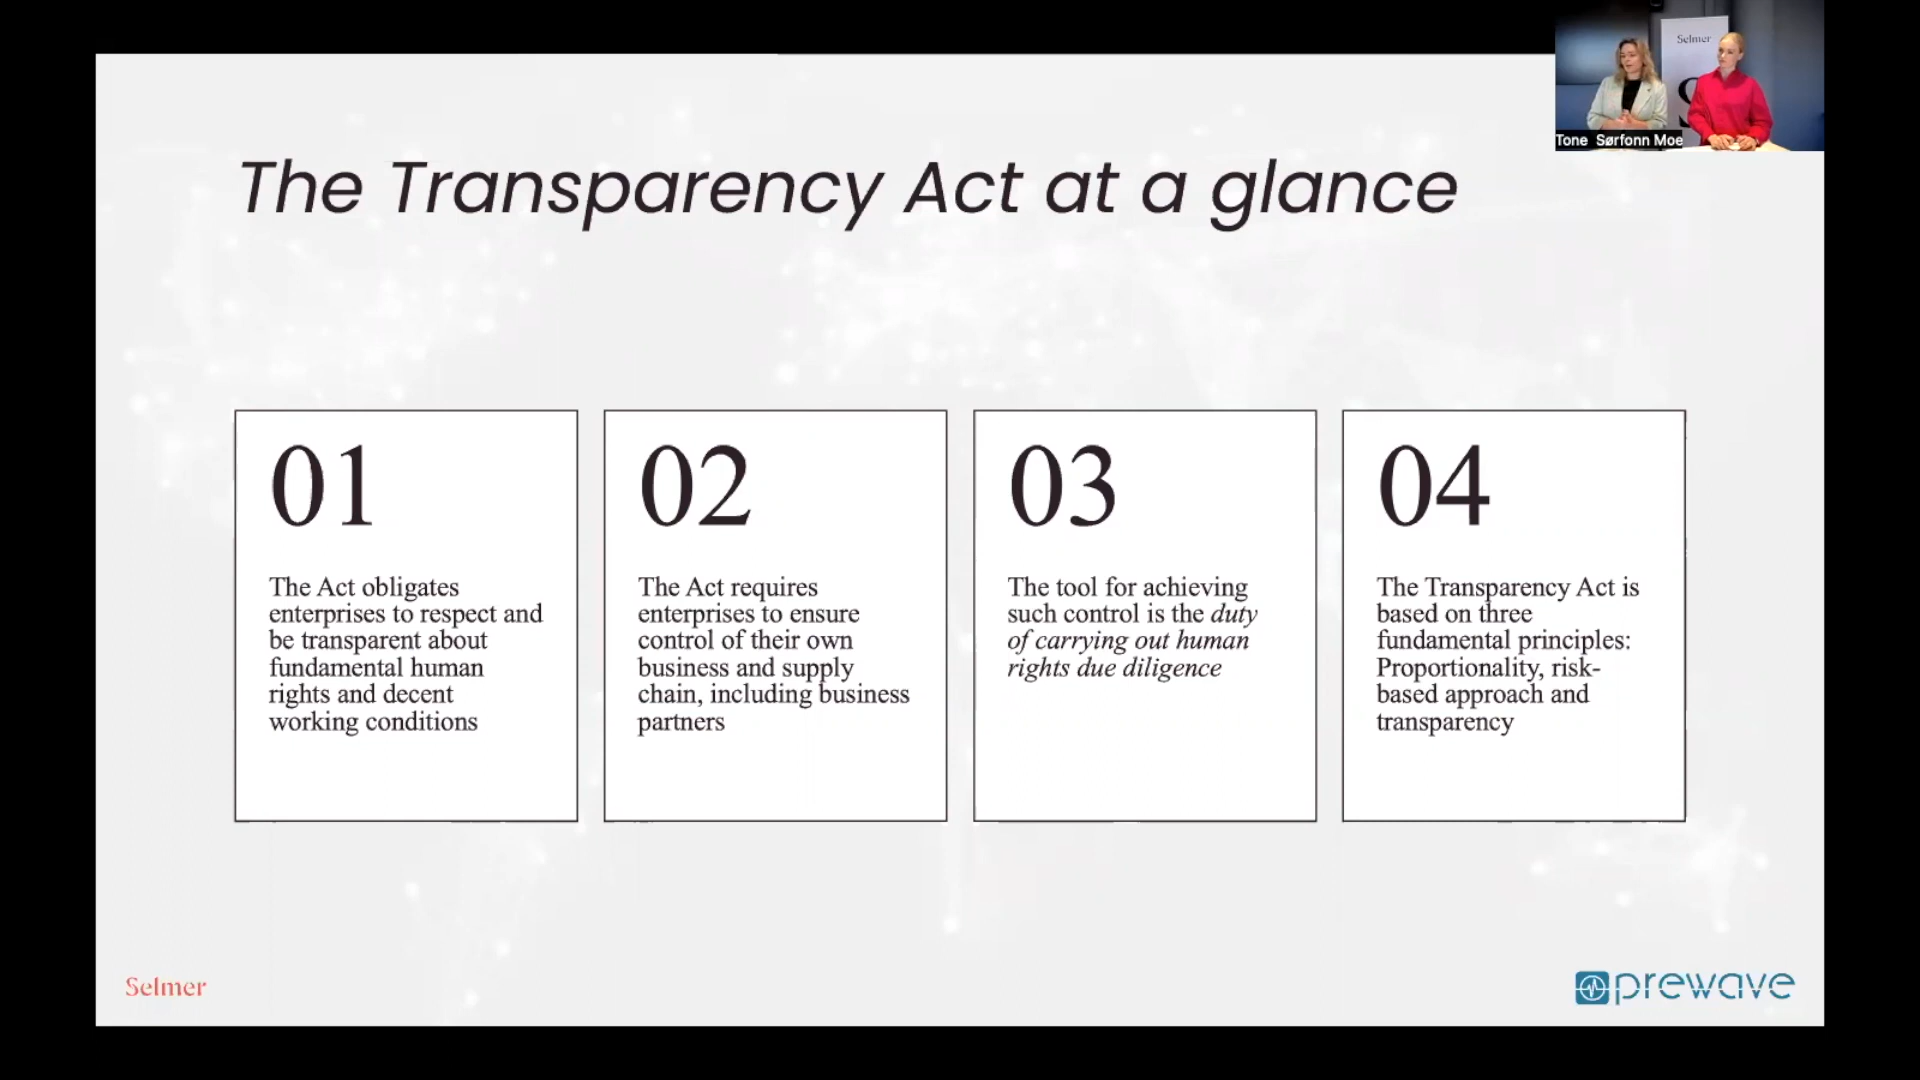 Selmer
Tone Sørfonn Moe
The Transparency Act at a glance
01
The Act obligates
enterprises to respect and
be transparent about
fundamental human
rights and decent
working conditions
02
The Act requires
enterprises to ensure
control of their own
business and supply
chain, including business
partners
03
The tool for achieving
such control is the duty
of carrying out human
rights due diligence
04
The Transparency Act is
based on three
fundamental principles:
Proportionality, risk-
based approach and
transparency
Selmer
prewave